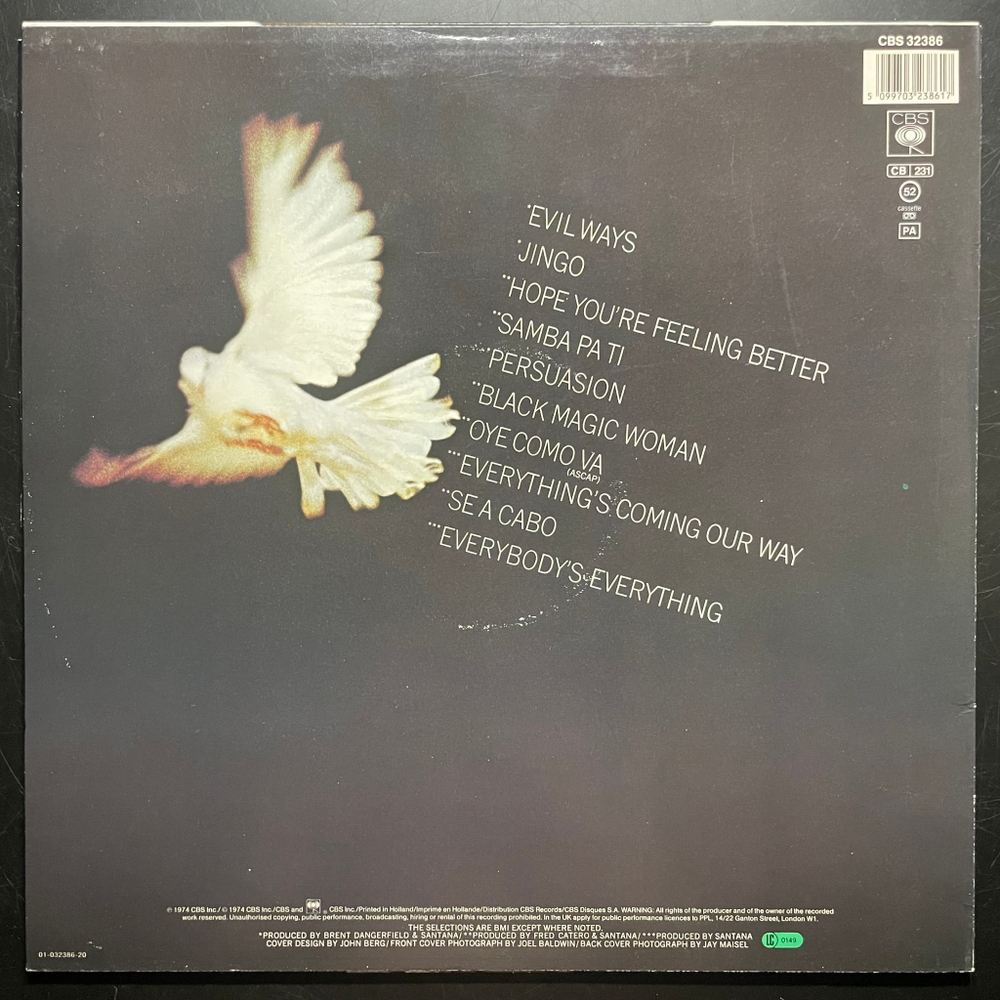 CBS 32386
5 099703 238617
CBS
CB 231
52
cassette
PA
*EVIL WAYS
*JINGO
**HOPE YOU'RE FEELING BETTER
**SAMBA PA TI
*PERSUASION
**BLACK MAGIC WOMAN
**OYE COMO VA
(ASCAP)
***EVERYTHING'S COMING OUR WAY
**SE A CABO
***EVERYBODY'S EVERYTHING
℗ 1974 CBS Inc./© 1974 CBS Inc./CBS and CBS ® CBS Inc./Printed in Holland/Imprimé en Hollande/Distribution CBS Records/CBS Disques S.A. WARNING: All rights of the producer and of the owner of the recorded
work reserved. Unauthorised copying, public performance, broadcasting, hiring or rental of this recording prohibited. In the UK apply for public performance licences to PPL, 14/22 Ganton Street, London W1.
THE SELECTIONS ARE BMI EXCEPT WHERE NOTED.
*PRODUCED BY BRENT DANGERFIELD & SANTANA/**PRODUCED BY FRED CATERO & SANTANA/***PRODUCED BY SANTANA
COVER DESIGN BY JOHN BERG/FRONT COVER PHOTOGRAPH BY JOEL BALDWIN/BACK COVER PHOTOGRAPH BY JAY MAISEL
LC 0149
01-032386-20